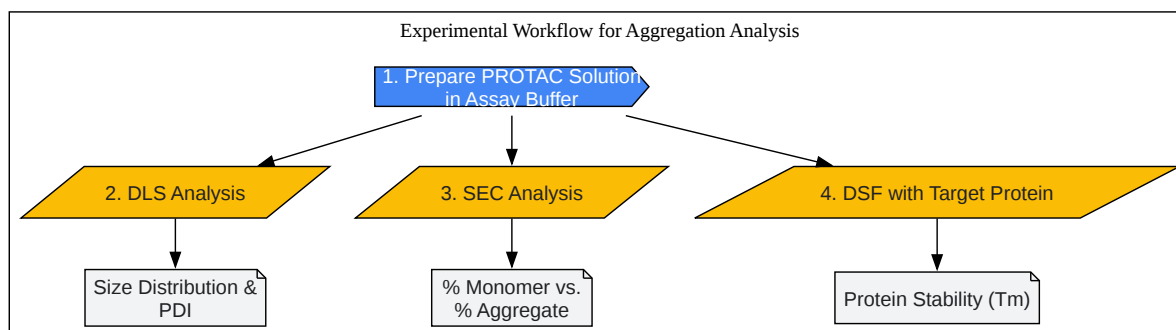 Experimental Workflow for Aggregation Analysis
1. Prepare PROTAC Solution
in Assay Buffer
2. DLS Analysis
3. SEC Analysis
4. DSF with Target Protein
Size Distribution &
PDI
% Monomer vs.
% Aggregate
Protein Stability (Tm)